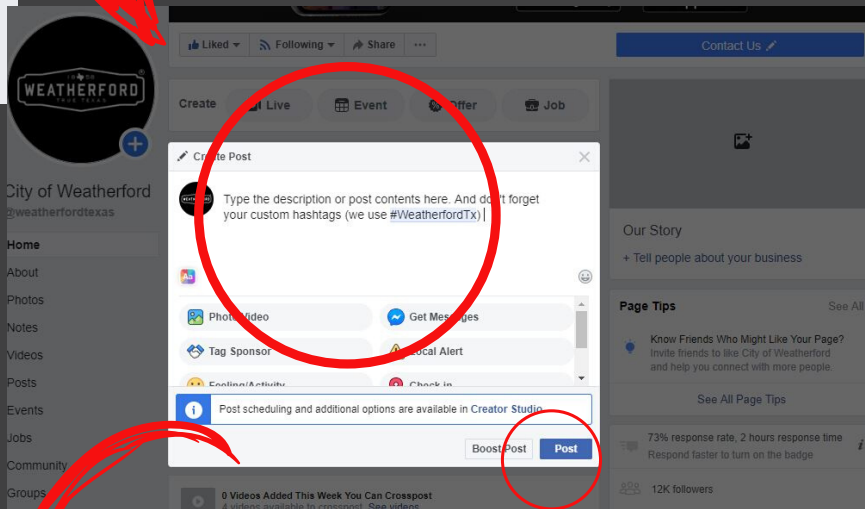 Liked Following Share ...
Contact Us
WEATHERFORD
TRUE TEXAS
Create Live Event Offer Job
Create Post
City of Weatherford
@weatherfordtexas
Type the description or post contents here. And don't forget
your custom hashtags (we use #WeatherfordTx)
Home
About
Photos
Notes
Videos
Posts
Events
Jobs
Community
Groups
Photo/Video Get Messages
Tag Sponsor Local Alert
Feeling/Activity Check in
Post scheduling and additional options are available in Creator Studio.
Boost Post Post
0 Videos Added This Week You Can Crosspost
4 videos available to crosspost. See videos
Our Story
+ Tell people about your business
Page Tips See All
Know Friends Who Might Like Your Page?
Invite friends to like City of Weatherford
and help you connect with more people.
See All Page Tips
73% response rate, 2 hours response time
Respond faster to turn on the badge
12K followers